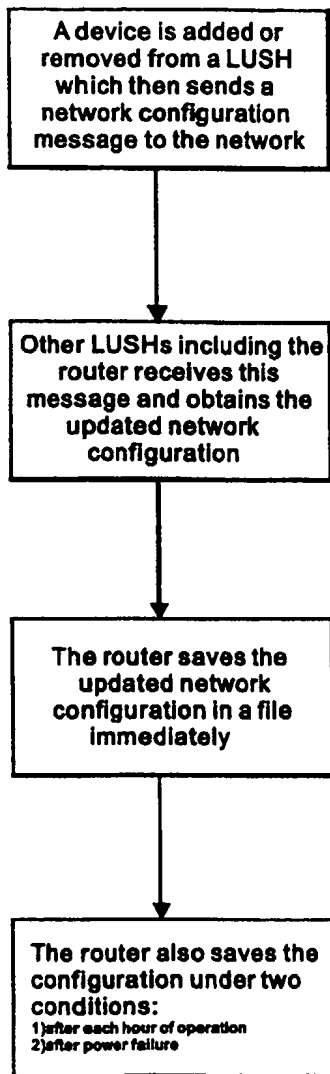 A device is added or
removed from a LUSH
which then sends a
network configuration
message to the network
Other LUSHs including the
router receives this
message and obtains the
updated network
configuration
The router saves the
updated network
configuration in a file
immediately
The router also saves the
configuration under two
conditions:
1)after each hour of operation
2)after power failure